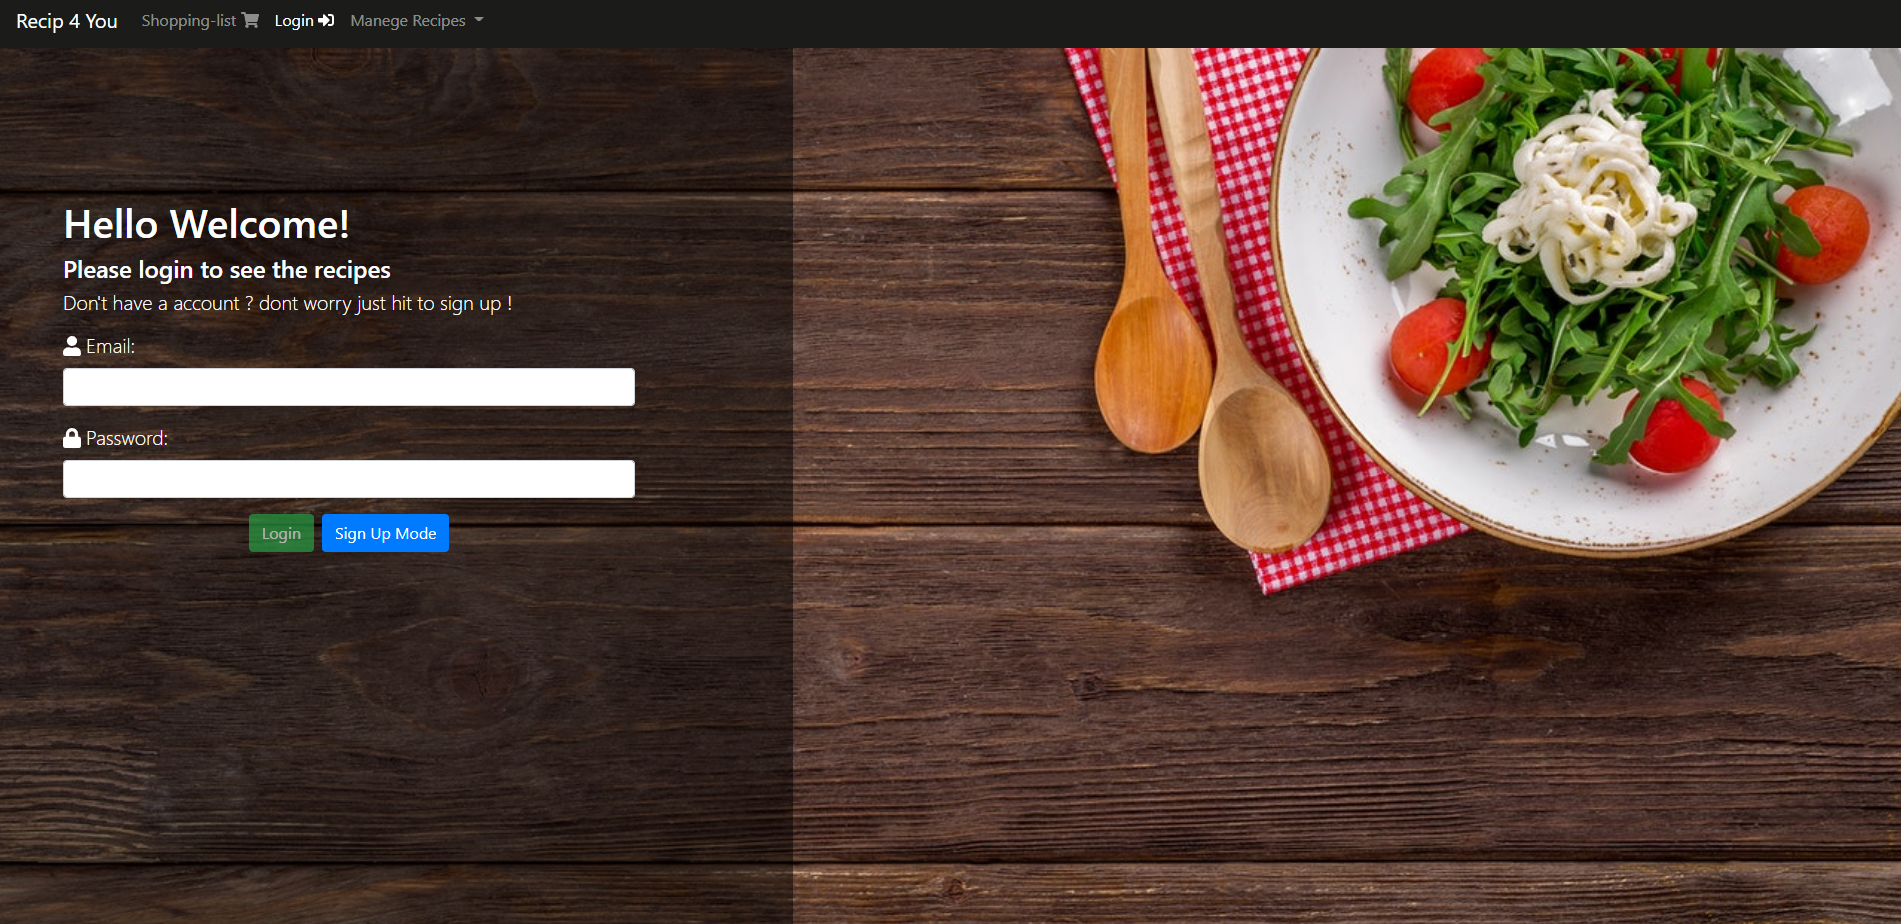 Recip 4 You Shopping-list Login Manege Recipes
Hello Welcome!
Please login to see the recipes
Don't have a account ? dont worry just hit to sign up !
Email:
Password:
Login Sign Up Mode